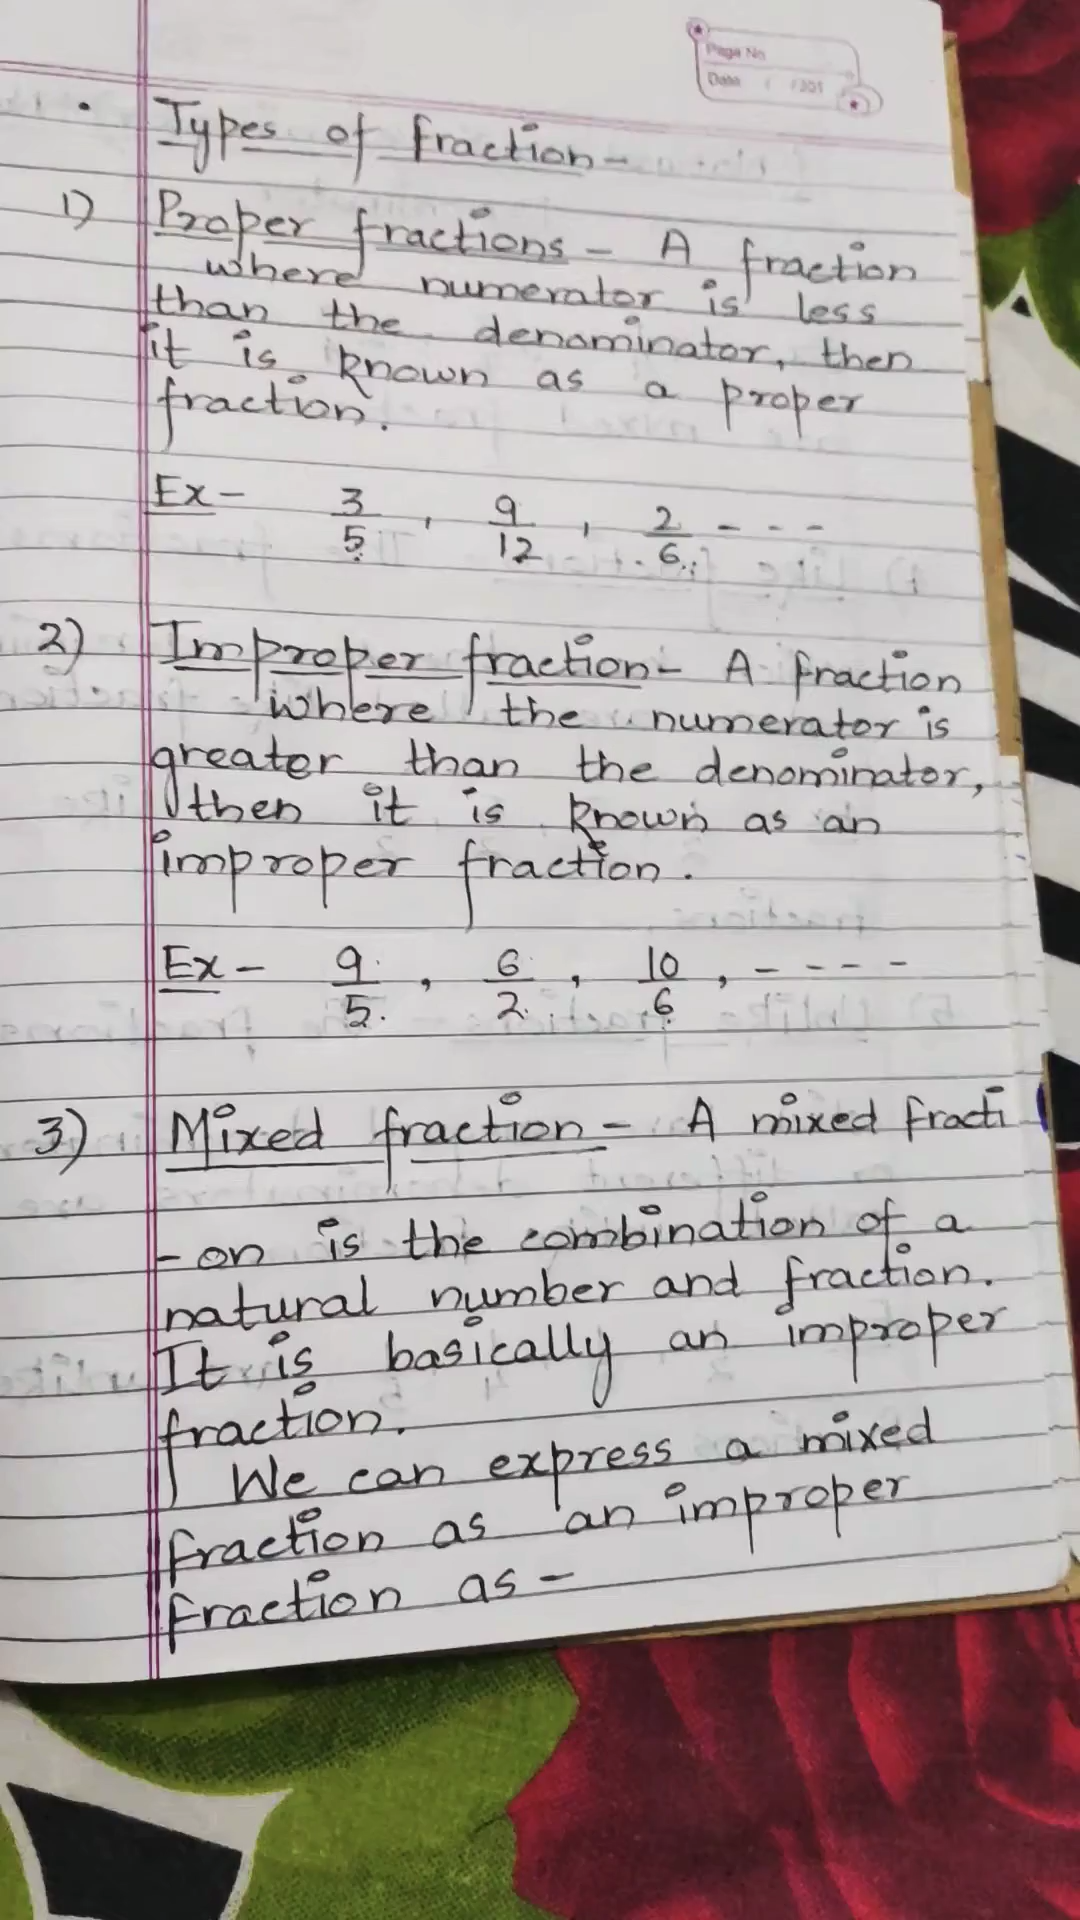 Page No
Date / /201
• Types of fraction -
1) Proper fractions - A fraction
where numerator is less
than the denominator, then
it is known as a proper
fraction.
Ex - 3/5 , 9/12 , 2/6 - - -
2) Improper fraction - A fraction
where the numerator is
greater than the denominator,
then it is known as an
improper fraction.
Ex - 9/5 , 6/2 , 10/6 , - - - -
3) Mixed fraction - A mixed fracti
- on is the combination of a
natural number and fraction.
It is basically an improper
fraction.
We can express a mixed
fraction as an improper
fraction as -